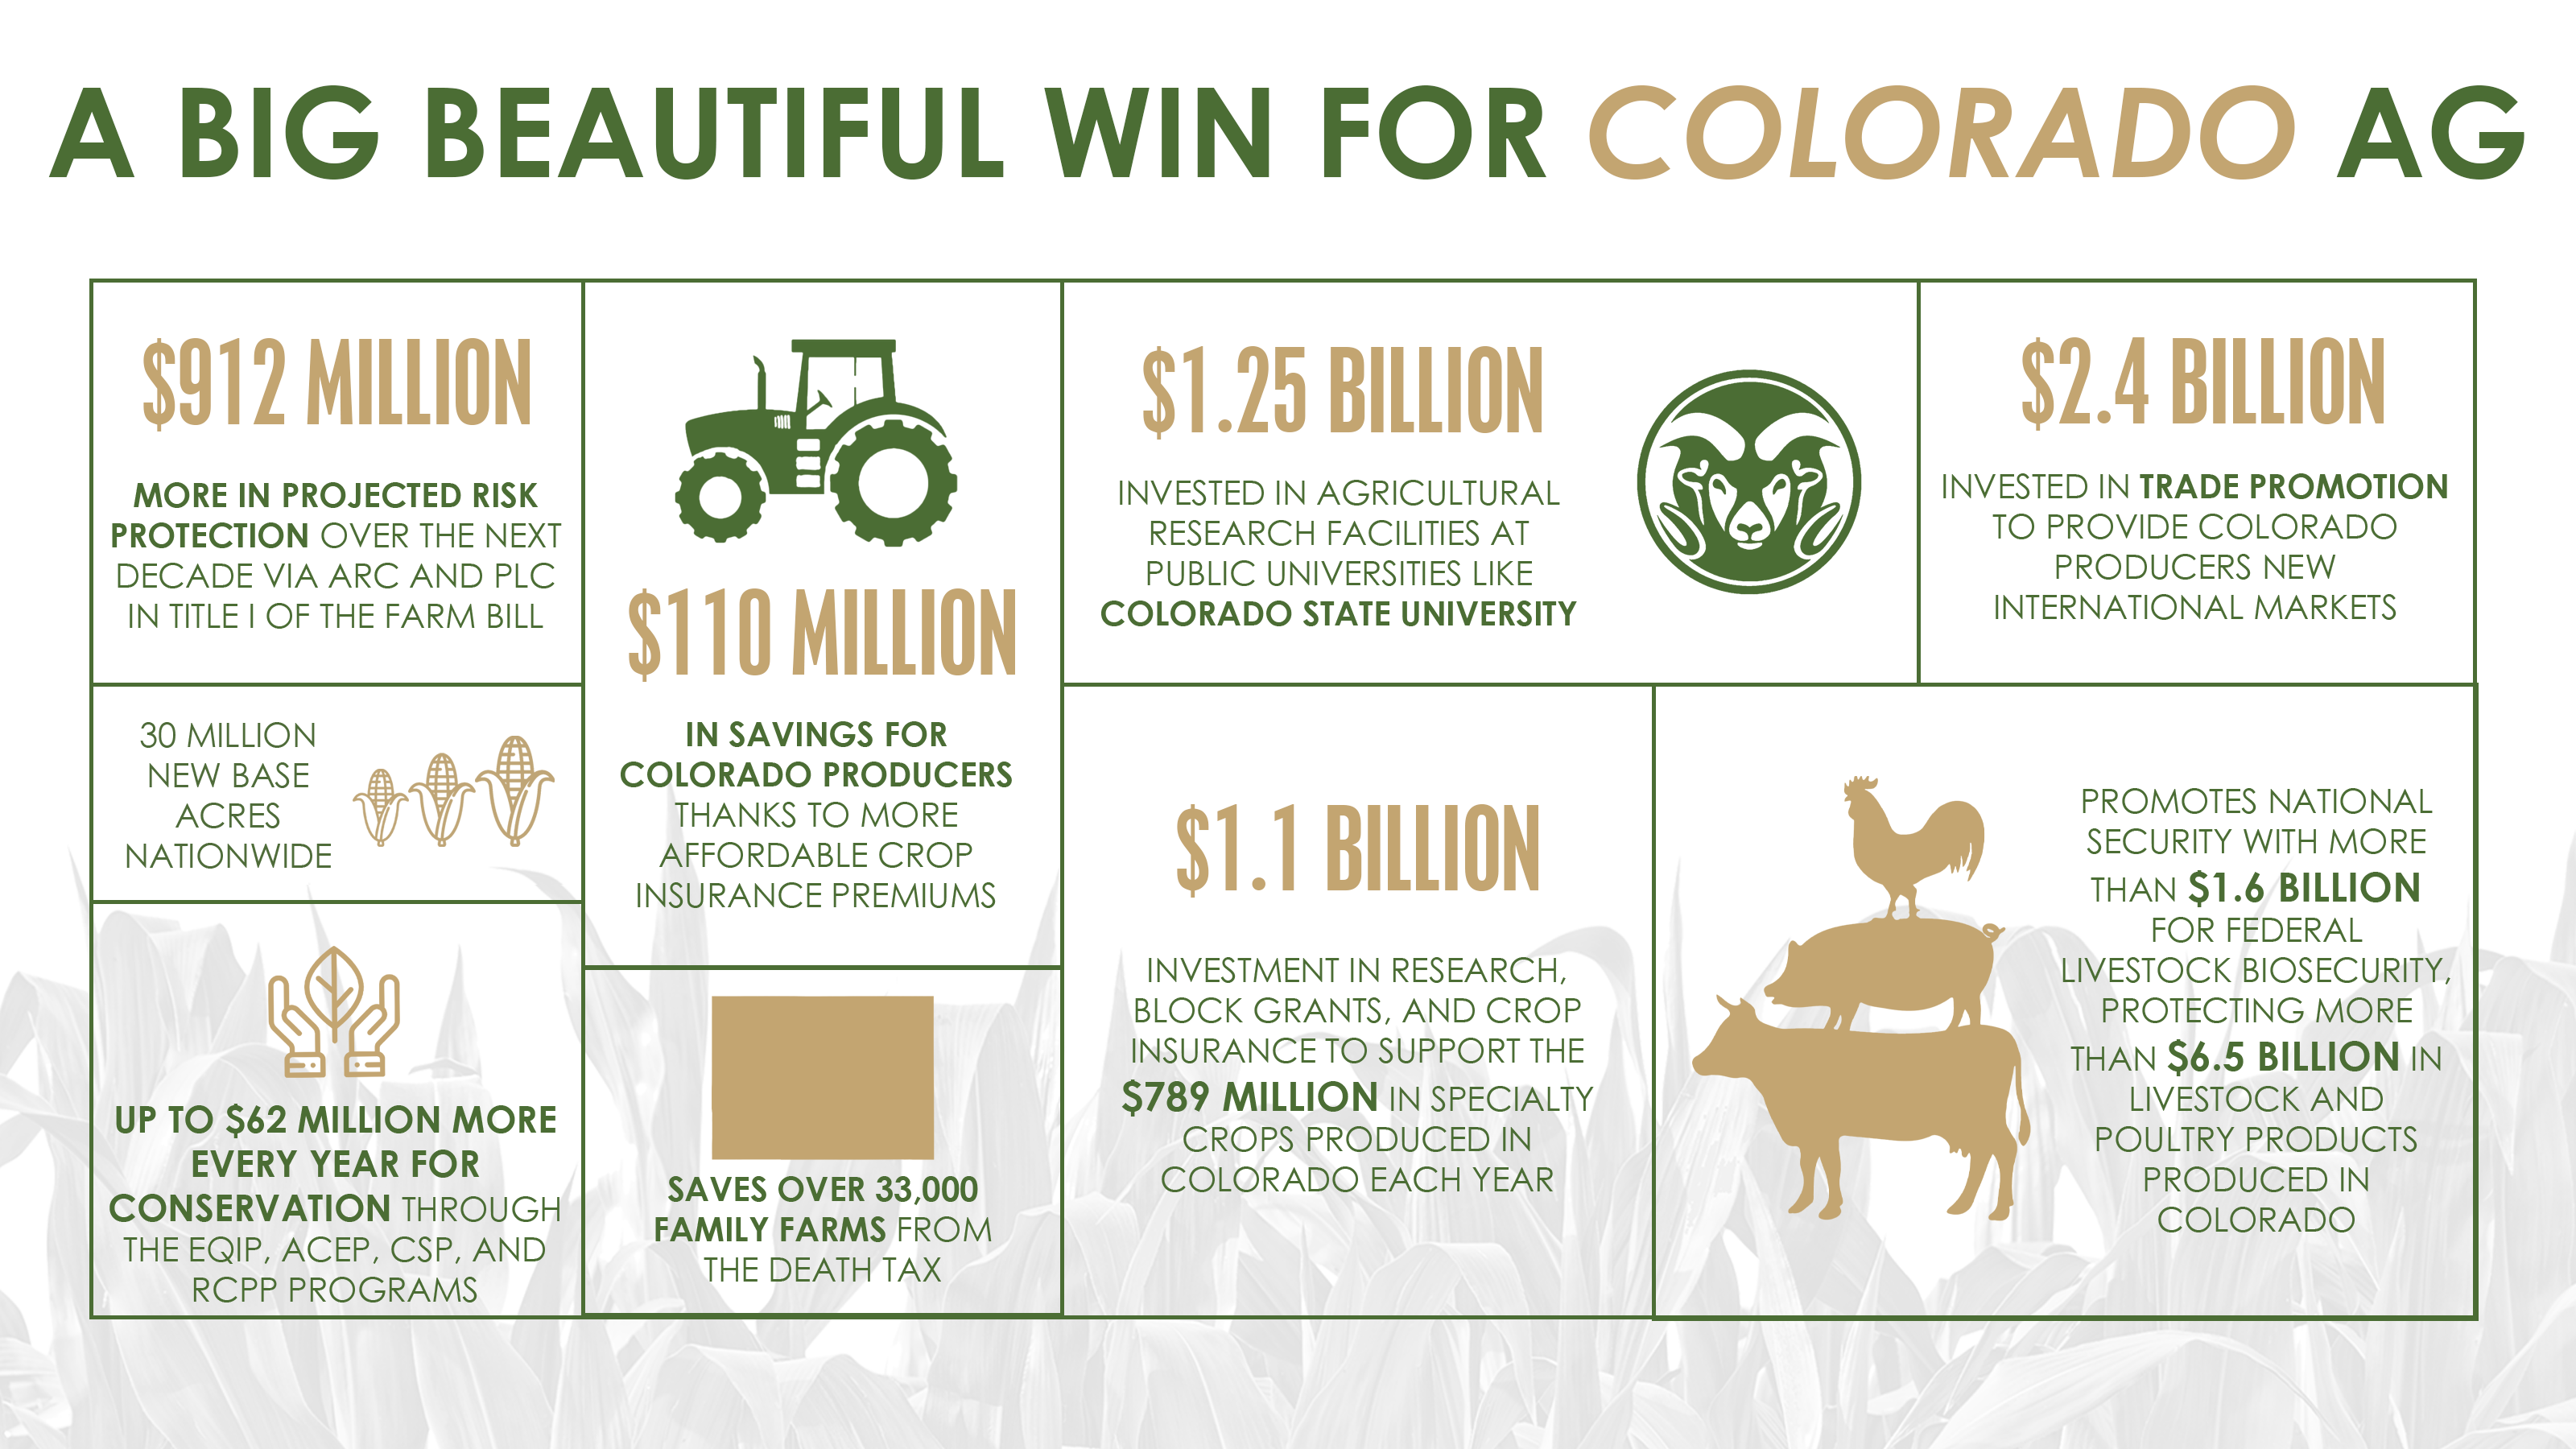 A BIG BEAUTIFUL WIN FOR COLORADO AG
$912 MILLION
MORE IN PROJECTED RISK
PROTECTION OVER THE NEXT
DECADE VIA ARC AND PLC
IN TITLE I OF THE FARM BILL
30 MILLION
NEW BASE
ACRES
NATIONWIDE
UP TO $62 MILLION MORE
EVERY YEAR FOR
CONSERVATION THROUGH
THE EQIP, ACEP, CSP, AND
RCPP PROGRAMS
$110 MILLION
IN SAVINGS FOR
COLORADO PRODUCERS
THANKS TO MORE
AFFORDABLE CROP
INSURANCE PREMIUMS
SAVES OVER 33,000
FAMILY FARMS FROM
THE DEATH TAX
$1.25 BILLION
INVESTED IN AGRICULTURAL
RESEARCH FACILITIES AT
PUBLIC UNIVERSITIES LIKE
COLORADO STATE UNIVERSITY
$2.4 BILLION
INVESTED IN TRADE PROMOTION
TO PROVIDE COLORADO
PRODUCERS NEW
INTERNATIONAL MARKETS
$1.1 BILLION
INVESTMENT IN RESEARCH,
BLOCK GRANTS, AND CROP
INSURANCE TO SUPPORT THE
$789 MILLION IN SPECIALTY
CROPS PRODUCED IN
COLORADO EACH YEAR
PROMOTES NATIONAL
SECURITY WITH MORE
THAN $1.6 BILLION
FOR FEDERAL
LIVESTOCK BIOSECURITY,
PROTECTING MORE
THAN $6.5 BILLION IN
LIVESTOCK AND
POULTRY PRODUCTS
PRODUCED IN
COLORADO